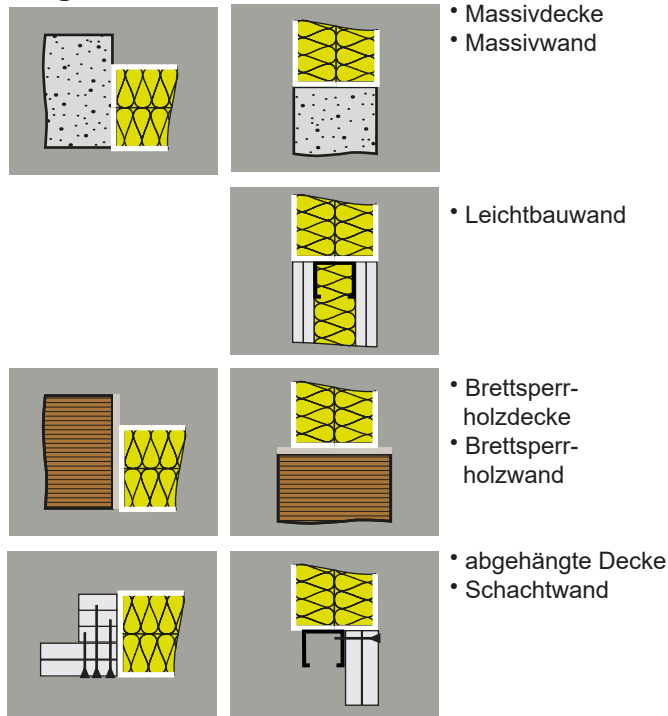 • Massivdecke
• Massivwand
• Leichtbauwand
• Brettsperr-
holzdecke
• Brettsperr-
holzwand
• abgehängte Decke
• Schachtwand